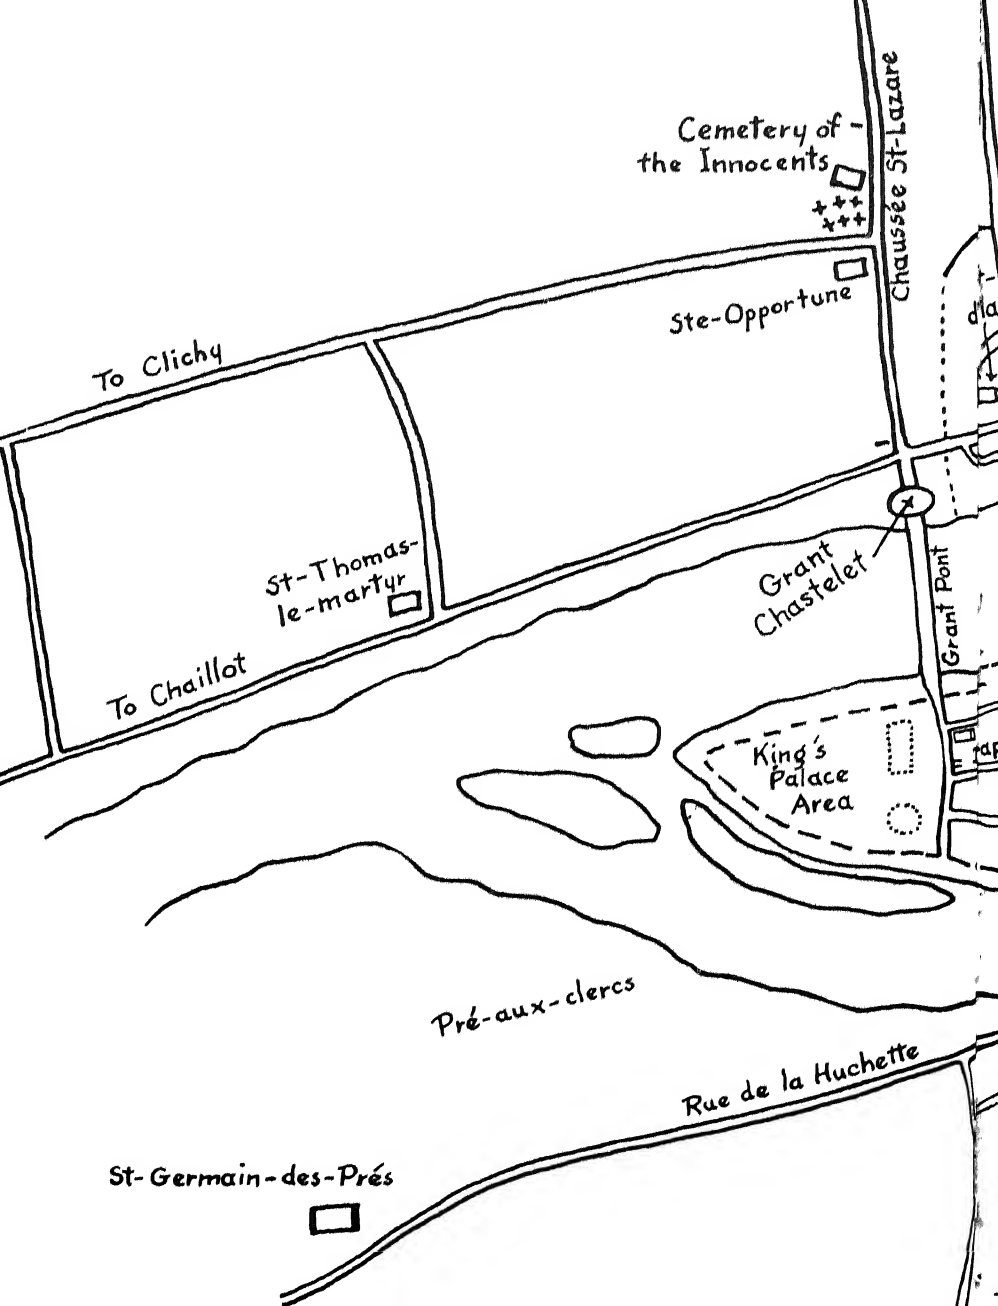 Cemetery of
the Innocents
Chaussée St-Lazare
Ste-Opportune
To Clichy
St-Thomas-
le-martyr
Grant
Chastelet
Grant Pont
To Chaillot
King's
Palace
Area
Pré-aux-clercs
Rue de la Huchette
St-Germain-des-Prés